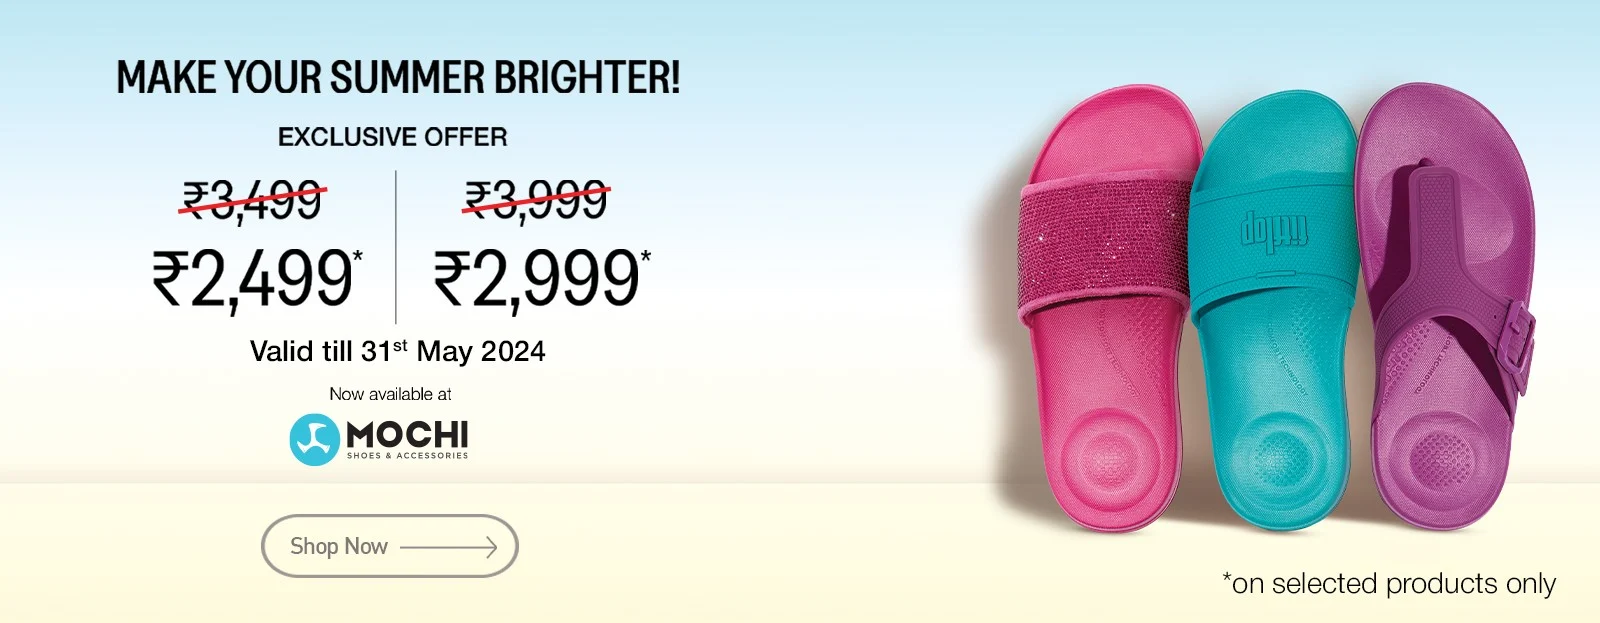 MAKE YOUR SUMMER BRIGHTER!
EXCLUSIVE OFFER
₹3,499
₹2,499*
₹3,999
₹2,999*
Valid till 31st May 2024
Now available at
MOCHI
SHOES & ACCESSORIES
Shop Now
fitflop
*on selected products only